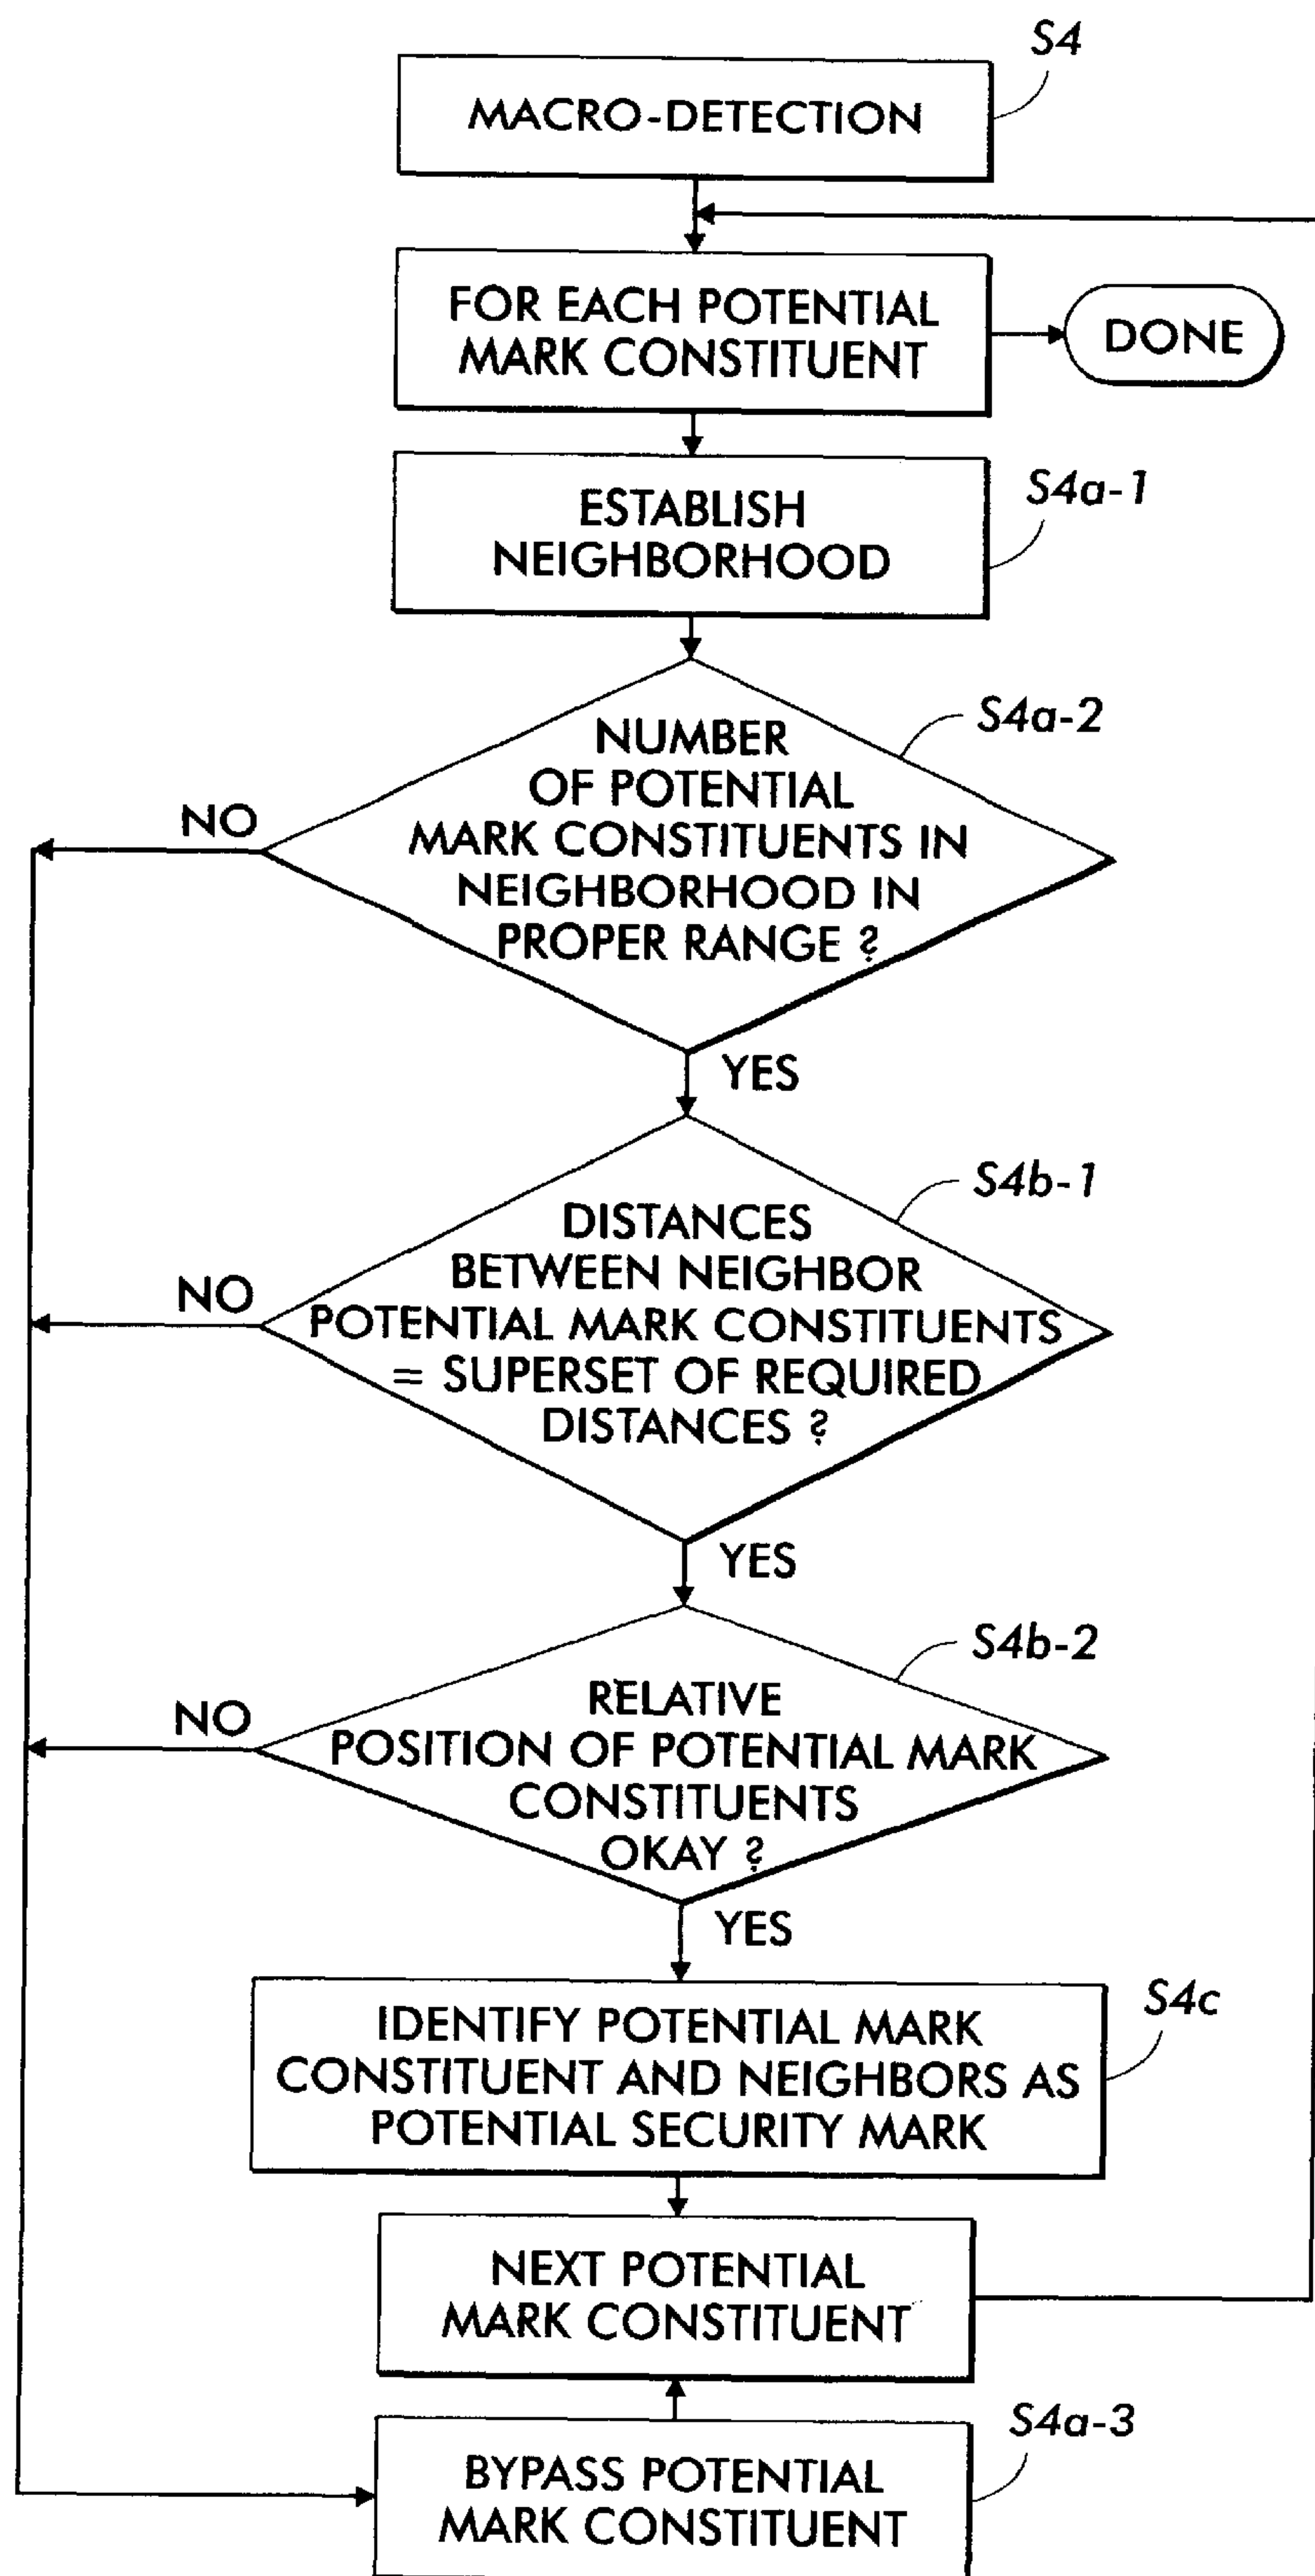 S4
MACRO-DETECTION
FOR EACH POTENTIAL
MARK CONSTITUENT
DONE
S4a-1
ESTABLISH
NEIGHBORHOOD
S4a-2
NUMBER
OF POTENTIAL
MARK CONSTITUENTS IN
NEIGHBORHOOD IN
PROPER RANGE ?
NO
YES
S4b-1
DISTANCES
BETWEEN NEIGHBOR
POTENTIAL MARK CONSTITUENTS
= SUPERSET OF REQUIRED
DISTANCES ?
NO
YES
S4b-2
RELATIVE
POSITION OF POTENTIAL MARK
CONSTITUENTS
OKAY ?
NO
YES
S4c
IDENTIFY POTENTIAL MARK
CONSTITUENT AND NEIGHBORS AS
POTENTIAL SECURITY MARK
NEXT POTENTIAL
MARK CONSTITUENT
S4a-3
BYPASS POTENTIAL
MARK CONSTITUENT